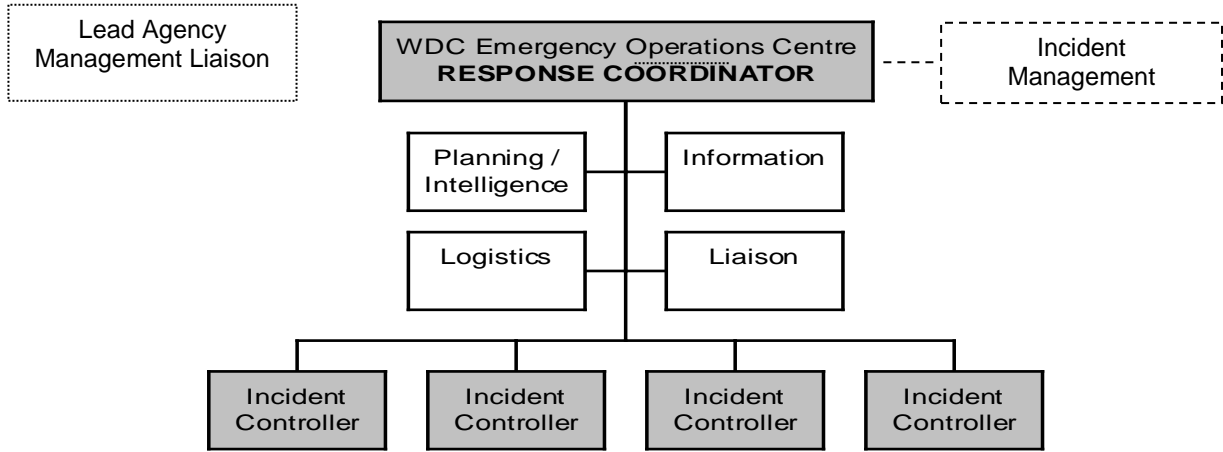 Lead Agency
Management Liaison
WDC Emergency Operations Centre
RESPONSE COORDINATOR
Incident
Management
Planning /
Intelligence
Information
Logistics
Liaison
Incident
Controller
Incident
Controller
Incident
Controller
Incident
Controller